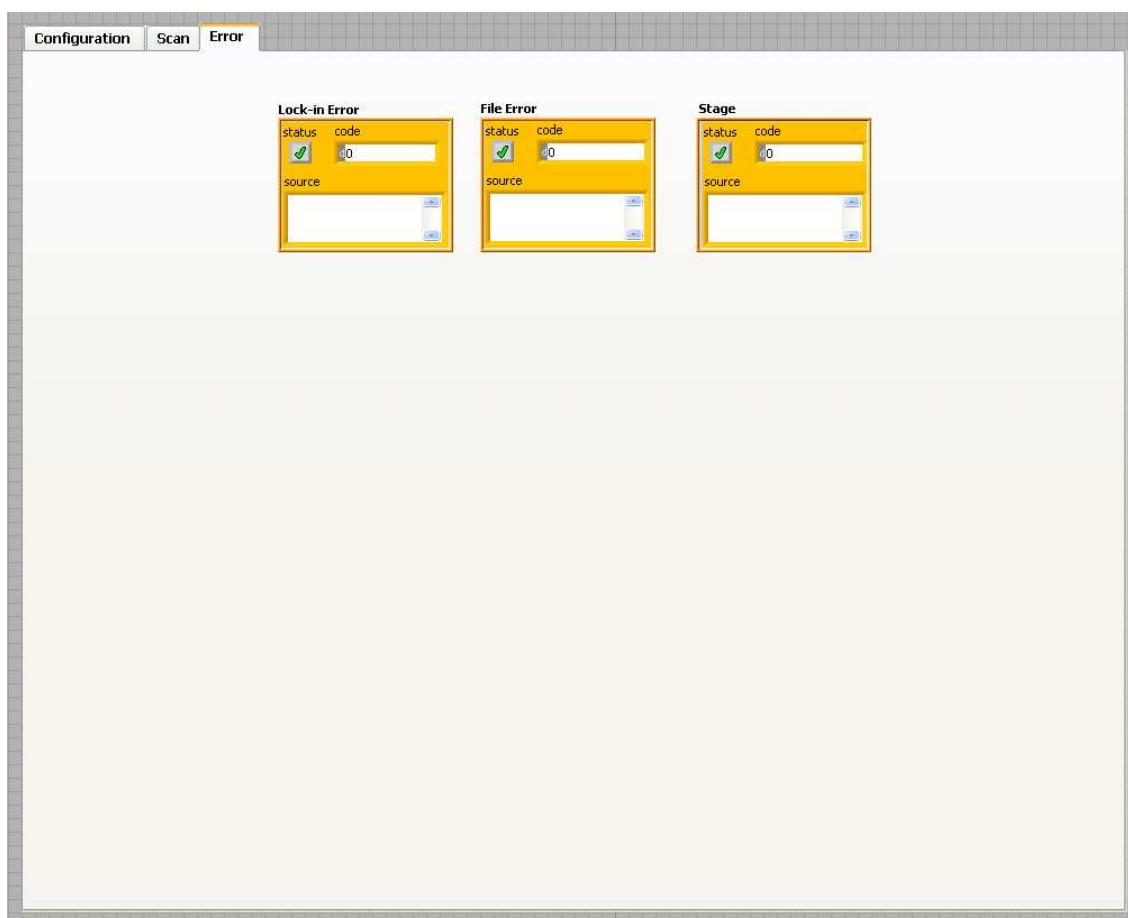 Configuration Scan Error
Lock-in Error
status code
d 0
source
File Error
status code
d 0
source
Stage
status code
d 0
source